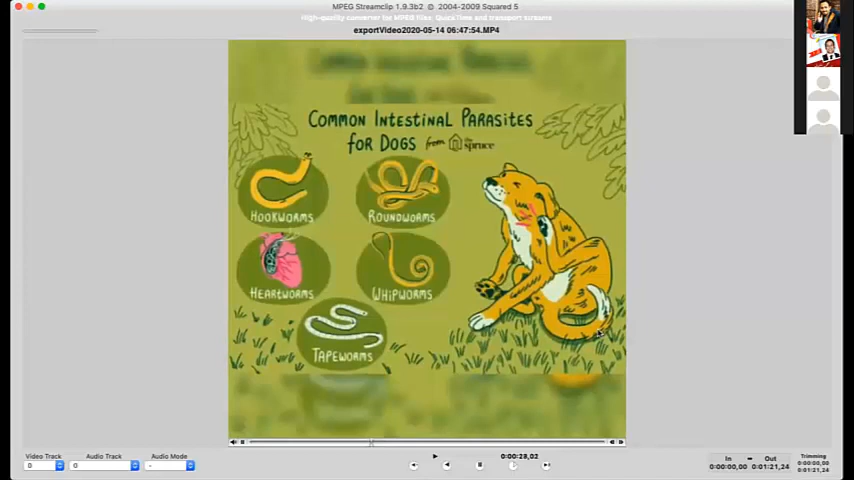 MPEG Streamclip 1.9.3b2 © 2004-2009 Squared 5
High-quality converter for MPEG files, QuickTime and transport streams
exportVideo2020-05-14 06:47:54.MP4
Common Intestinal Parasites
for Dogs from the spruce
Hookworms
Roundworms
Heartworms
Whipworms
Tapeworms
Video Track
Audio Track
Audio Mode
0:00:28,02
In
Out
Trimming
0
0
-
0:00:00,00
0:01:21,24
0:00:00,00
0:01:21,24